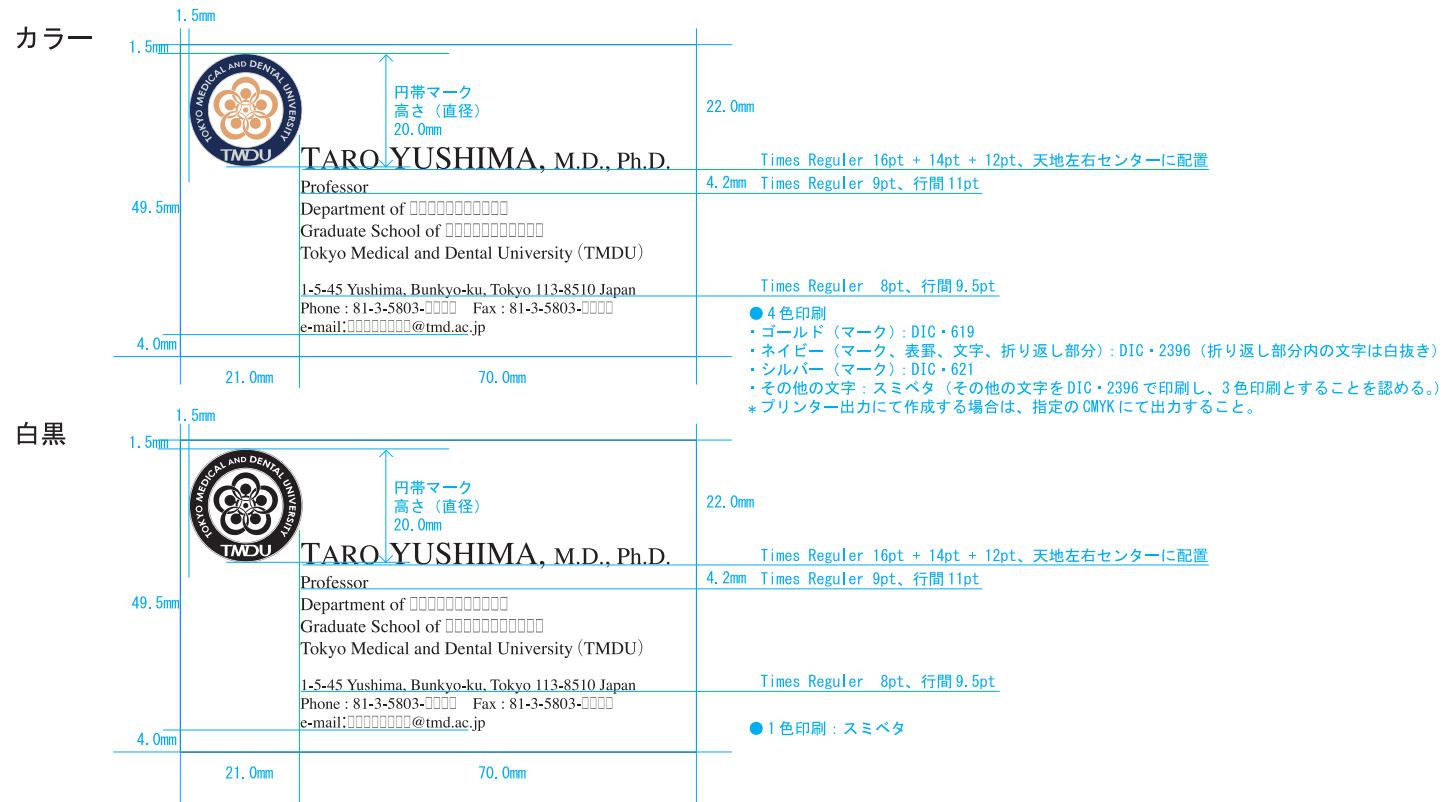 カラー
1.5mm
1.5mm
TOKYO MEDICAL AND DENTAL UNIVERSITY
TMDU
円帯マーク
高さ（直径）
20.0mm
22.0mm
TARO YUSHIMA, M.D., Ph.D.
Times Reguler 16pt + 14pt + 12pt、天地左右センターに配置
Professor
4.2mm Times Reguler 9pt、行間11pt
49.5mm
Department of □□□□□□□□□□□
Graduate School of □□□□□□□□□□□
Tokyo Medical and Dental University（TMDU）
1-5-45 Yushima, Bunkyo-ku, Tokyo 113-8510 Japan
Times Reguler 8pt、行間9.5pt
Phone : 81-3-5803-□□□□ Fax : 81-3-5803-□□□□
e-mail:□□□□□□□□@tmd.ac.jp
4.0mm
21.0mm
70.0mm
●4色印刷
・ゴールド（マーク）：DIC・619
・ネイビー（マーク、表罫、文字、折り返し部分）：DIC・2396（折り返し部分内の文字は白抜き）
・シルバー（マーク）：DIC・621
・その他の文字：スミベタ（その他の文字をDIC・2396で印刷し、3色印刷とすることを認める。）
＊プリンター出力にて作成する場合は、指定のCMYKにて出力すること。
白黒
1.5mm
1.5mm
TOKYO MEDICAL AND DENTAL UNIVERSITY
TMDU
円帯マーク
高さ（直径）
20.0mm
22.0mm
TARO YUSHIMA, M.D., Ph.D.
Times Reguler 16pt + 14pt + 12pt、天地左右センターに配置
Professor
4.2mm Times Reguler 9pt、行間11pt
49.5mm
Department of □□□□□□□□□□□
Graduate School of □□□□□□□□□□□
Tokyo Medical and Dental University（TMDU）
1-5-45 Yushima, Bunkyo-ku, Tokyo 113-8510 Japan
Times Reguler 8pt、行間9.5pt
Phone : 81-3-5803-□□□□ Fax : 81-3-5803-□□□□
e-mail:□□□□□□□□@tmd.ac.jp
●1色印刷：スミベタ
4.0mm
21.0mm
70.0mm